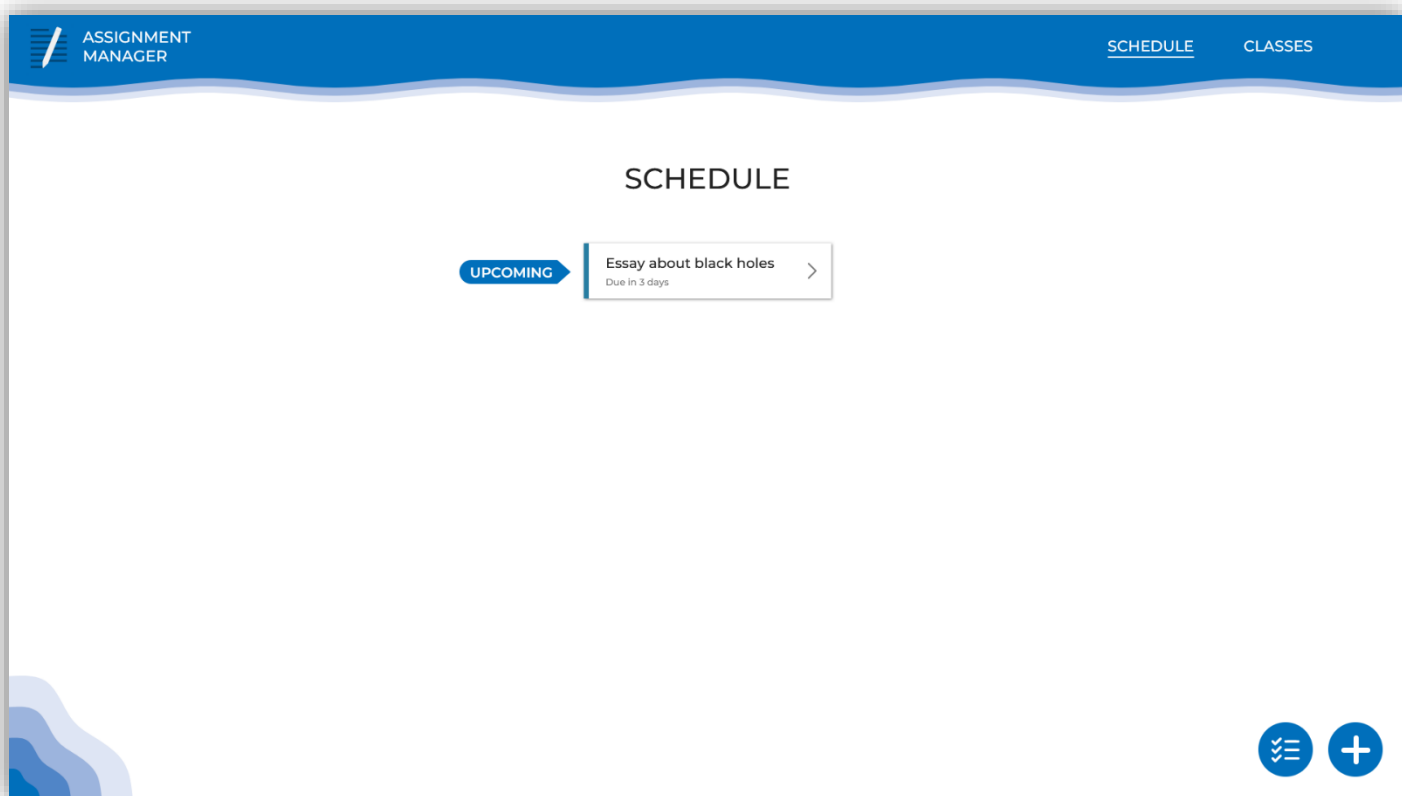 ASSIGNMENT
MANAGER
SCHEDULE
CLASSES
SCHEDULE
UPCOMING
Essay about black holes
Due in 3 days